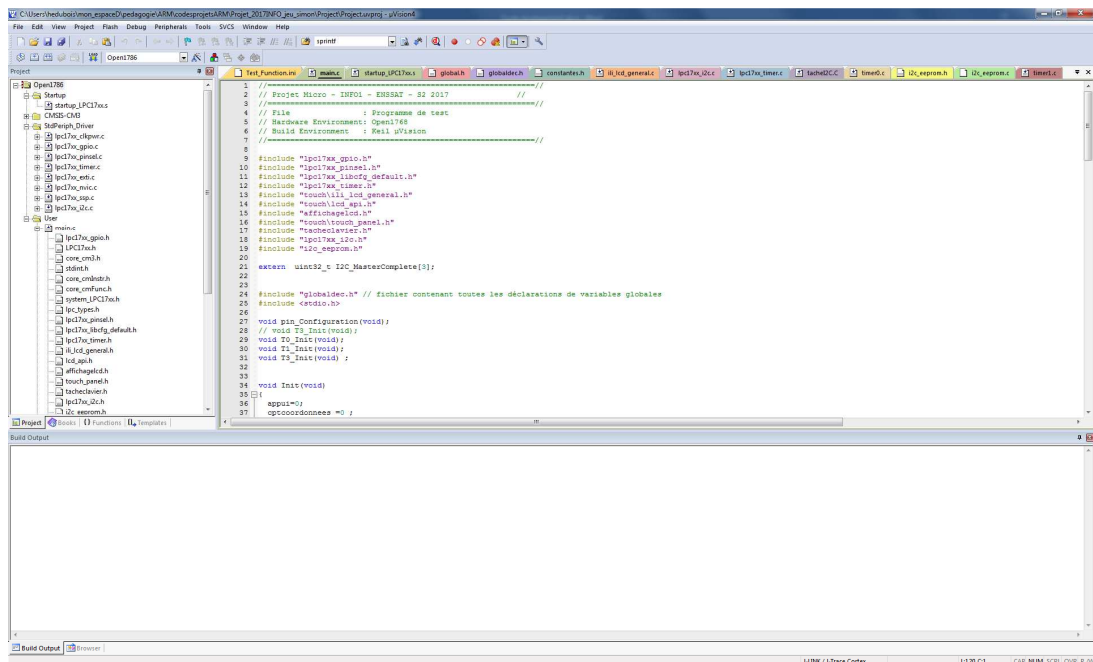 C:\Users\hedubois\mon_espaceD\pedagogie\ARM\codesprojetsARM\Projet_2017INFO_jeu_simon\Project\Project.uvproj - µVision4
File Edit View Project Flash Debug Peripherals Tools SVCS Window Help
sprintf
Open1786
Project
Open1786
Startup
startup_LPC17xx.s
CMSIS-CM3
StdPeriph_Driver
lpc17xx_clkpwr.c
lpc17xx_gpio.c
lpc17xx_pinsel.c
lpc17xx_timer.c
lpc17xx_exti.c
lpc17xx_nvic.c
lpc17xx_ssp.c
lpc17xx_i2c.c
User
main.c
lpc17xx_gpio.h
LPC17xx.h
core_cm3.h
stdint.h
core_cmInstr.h
core_cmFunc.h
system_LPC17xx.h
lpc_types.h
lpc17xx_pinsel.h
lpc17xx_libcfg_default.h
lpc17xx_timer.h
ili_lcd_general.h
lcd_api.h
affichagelcd.h
touch_panel.h
tacheclavier.h
lpc17xx_i2c.h
i2c_eeprom.h
Project Books Functions Templates
Test_Function.ini main.c startup_LPC17xx.s global.h globaldec.h constantes.h ili_lcd_general.c lpc17xx_i2c.c lpc17xx_timer.c tacheI2C.C timer0.c i2c_eeprom.h i2c_eeprom.c timer1.c
1 //===========================================================//
2 // Projet Micro - INFO1 - ENSSAT - S2 2017 //
3 //===========================================================//
4 // File : Programme de test
5 // Hardware Environment: Open1768
6 // Build Environment : Keil µVision
7 //===========================================================//
8
9 #include "lpc17xx_gpio.h"
10 #include "lpc17xx_pinsel.h"
11 #include "lpc17xx_libcfg_default.h"
12 #include "lpc17xx_timer.h"
13 #include "touch\ili_lcd_general.h"
14 #include "touch\lcd_api.h"
15 #include "affichagelcd.h"
16 #include "touch\touch_panel.h"
17 #include "tacheclavier.h"
18 #include "lpc17xx_i2c.h"
19 #include "i2c_eeprom.h"
20
21 extern uint32_t I2C_MasterComplete[3];
22
23
24 #include "globaldec.h" // fichier contenant toutes les déclarations de variables globales
25 #include <stdio.h>
26
27 void pin_Configuration(void);
28 // void T3_Init(void);
29 void T0_Init(void);
30 void T1_Init(void);
31 void T3_Init(void) ;
32
33
34 void Init(void)
35 {
36 appui=0;
37 optcoordonnees =0 ;
Build Output
Build Output Browser
J-LINK / J-Trace Cortex L:120 C:1 CAP NUM SCRL OVR R/W